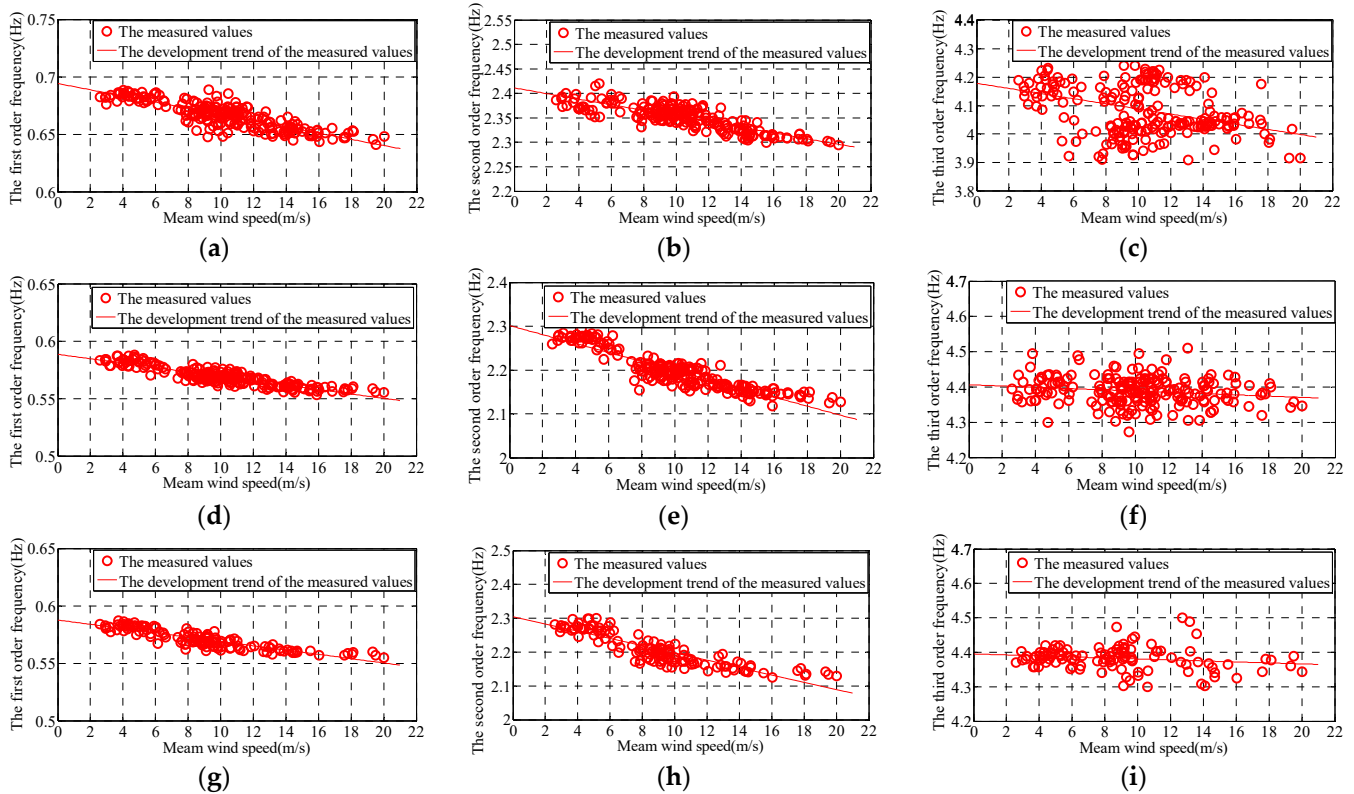 The first order frequency(Hz)
0.75
0.7
0.65
0.6
The measured values
The development trend of the measured values
0 2 4 6 8 10 12 14 16 18 20 22
Meam wind speed(m/s)
(a)
The second order frequency(Hz)
2.55
2.5
2.45
2.4
2.35
2.3
2.25
2.2
The measured values
The development trend of the measured values
0 2 4 6 8 10 12 14 16 18 20 22
Meam wind speed(m/s)
(b)
The third order frequency(Hz)
4.4
4.3
4.2
4.1
4
3.9
3.8
The measured values
The development trend of the measured values
0 2 4 6 8 10 12 14 16 18 20 22
Meam wind speed(m/s)
(c)
The first order frequency(Hz)
0.65
0.6
0.55
0.5
The measured values
The development trend of the measured values
0 2 4 6 8 10 12 14 16 18 20 22
Meam wind speed(m/s)
(d)
The second order frequency(Hz)
2.4
2.3
2.2
2.1
2
The measured values
The development trend of the measured values
0 2 4 6 8 10 12 14 16 18 20 22
Meam wind speed(m/s)
(e)
The third order frequency(Hz)
4.7
4.6
4.5
4.4
4.3
4.2
The measured values
The development trend of the measured values
0 2 4 6 8 10 12 14 16 18 20 22
Meam wind speed(m/s)
(f)
The first order frequency(Hz)
0.65
0.6
0.55
0.5
The measured values
The development trend of the measured values
0 2 4 6 8 10 12 14 16 18 20 22
Meam wind speed(m/s)
(g)
The second order frequency(Hz)
2.5
2.4
2.3
2.2
2.1
2
The measured values
The development trend of the measured values
0 2 4 6 8 10 12 14 16 18 20 22
Meam wind speed(m/s)
(h)
The third order frequency(Hz)
4.7
4.6
4.5
4.4
4.3
4.2
The measured values
The development trend of the measured values
0 2 4 6 8 10 12 14 16 18 20 22
Meam wind speed(m/s)
(i)